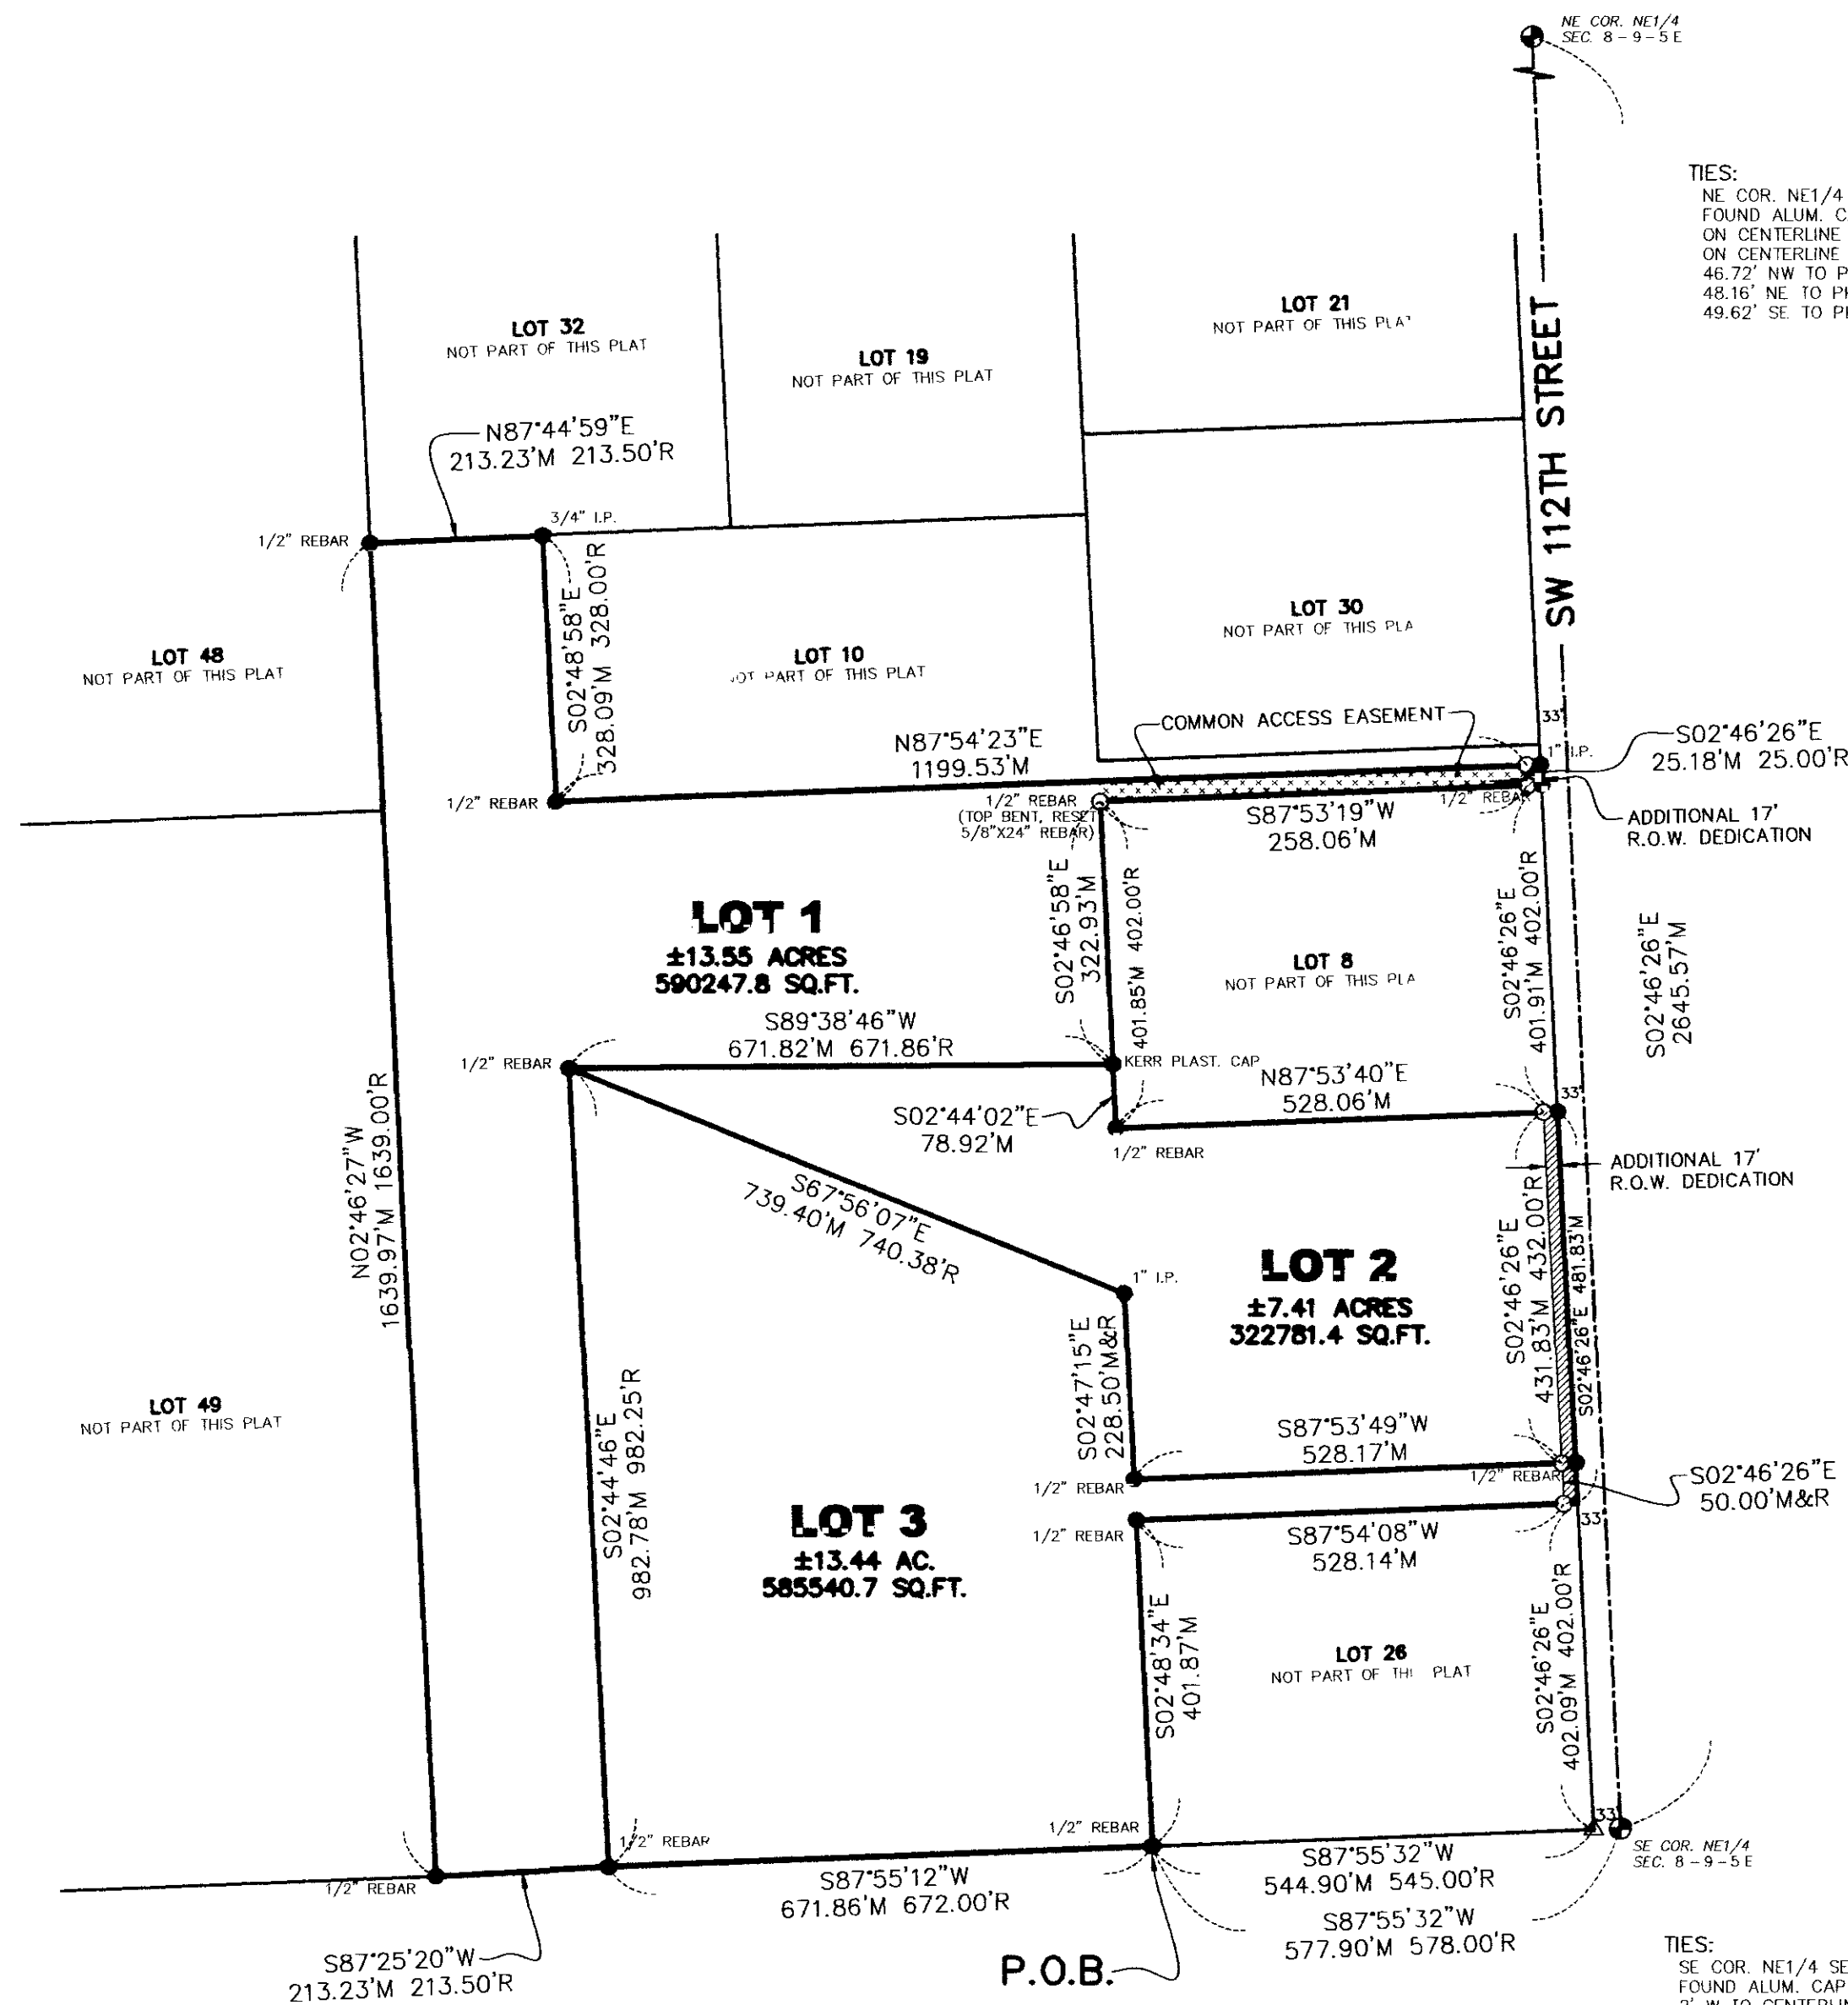 NE COR. NE1/4
SEC. 8-9-5 E
TIES:
NE COR. NE1/4
FOUND ALUM.
ON CENTERLINE
ON CENTERLINE
46.72' NW TO
48.16' NE TO
49.62' SE TO
LOT 32
NOT PART OF THIS PLAT
LOT 19
NOT PART OF THIS PLAT
LOT 21
NOT PART OF THIS PLAT
SW 112TH STREET
N87°44'59"E
213.23'M 213.50'R
3/4" I.P.
1/2" REBAR
S02°48'58"E
328.09'M 328.00'R
LOT 48
NOT PART OF THIS PLAT
LOT 10
NOT PART OF THIS PLAT
LOT 30
NOT PART OF THIS PLA
COMMON ACCESS EASEMENT
N87°54'23"E
1199.53'M
33'
1" I.P.
S02°46'26"E
25.18'M 25.00'R
1/2" REBAR
1/2" REBAR
(TOP BENT, RESET
5/8"X24" REBAR)
1/2" REBAR
S87°53'19"W
258.06'M
ADDITIONAL 17'
R.O.W. DEDICATION
LOT 1
±13.55 ACRES
590247.8 SQ.FT.
S02°46'58"E
322.93'M
401.85'M 402.00'R
LOT 8
NOT PART OF THIS PLA
S02°46'26"E
401.91'M 402.00'R
S02°46'26"E
2645.57'M
S89°38'46"W
671.82'M 671.86'R
1/2" REBAR
KERR PLAST. CAP
N87°53'40"E
528.06'M
33'
S02°44'02"E
78.92'M
1/2" REBAR
N02°46'27"W
1639.97'M 1639.00'R
S67°56'07"E
739.40'M 740.38'R
ADDITIONAL 17'
R.O.W. DEDICATION
1" I.P.
LOT 2
±7.41 ACRES
322781.4 SQ.FT.
S02°46'26"E
431.83'M 432.00'R
S02°46'26"E 481.83'M
S02°47'15"E
228.50'M&R
LOT 49
NOT PART OF THIS PLAT
S02°44'46"E
982.78'M 982.25'R
S87°53'49"W
528.17'M
1/2" REBAR
1/2" REBAR
S02°46'26"E
50.00'M&R
LOT 3
±13.44 AC.
585540.7 SQ.FT.
1/2" REBAR
S87°54'08"W
528.14'M
33'
S02°48'34"E
401.87'M
LOT 26
NOT PART OF THI PLAT
S02°46'26"E
402.09'M 402.00'R
33'
SE COR. NE1/4
SEC. 8-9-5 E
1/2" REBAR
1/2" REBAR
1/2" REBAR
S87°55'12"W
671.86'M 672.00'R
S87°55'32"W
544.90'M 545.00'R
S87°55'32"W
577.90'M 578.00'R
S87°25'20"W
213.23'M 213.50'R
P.O.B.
TIES:
SE COR. NE1/4
FOUND ALUM. CAP